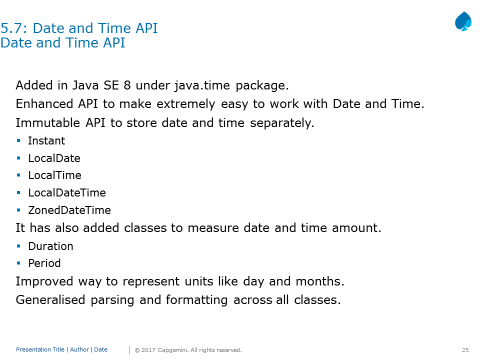 5.7: Date and Time API
Date and Time API
Added in Java SE 8 under java.time package.
Enhanced API to make extremely easy to work with Date and Time.
Immutable API to store date and time separately.
▪ Instant
▪ LocalDate
▪ LocalTime
▪ LocalDateTime
▪ ZonedDateTime
It has also added classes to measure date and time amount.
▪ Duration
▪ Period
Improved way to represent units like day and months.
Generalised parsing and formatting across all classes.
Presentation Title | Author | Date | © 2017 Capgemini. All rights reserved. 25